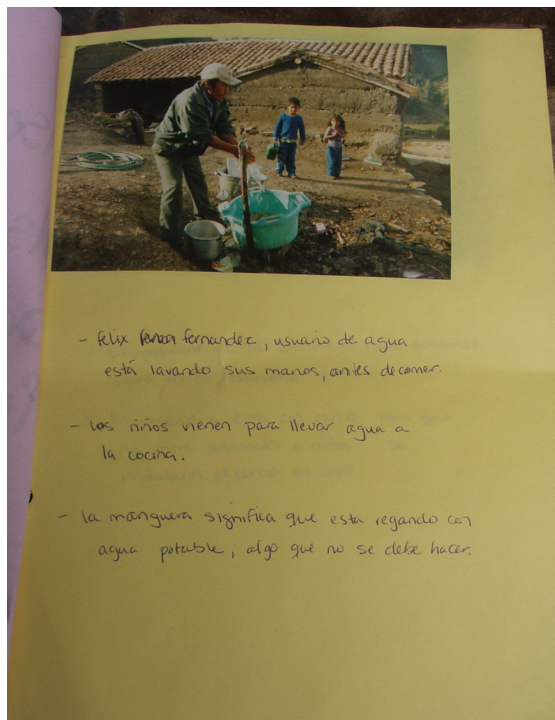 - Felix fernandez, usuario de agua
está lavando sus manos, antes de comer.
- los niños vienen para llevar agua a
la cocina.
- la manguera significa que esta regando con
agua potable, algo que no se debe hacer.